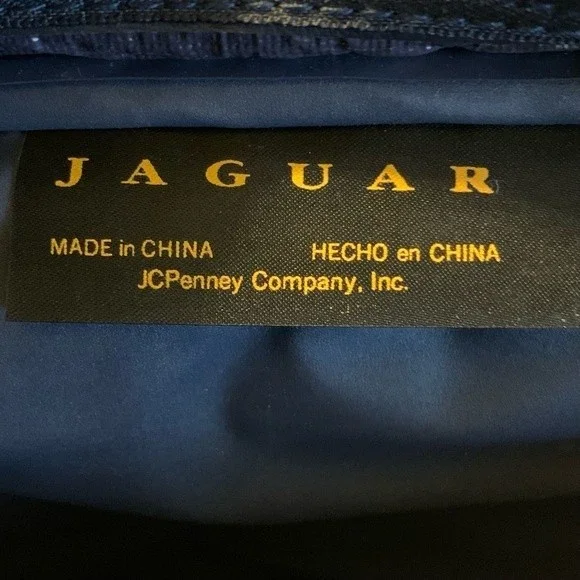 JAGUAR
MADE in CHINA HECHO en CHINA
JCPenney Company, Inc.